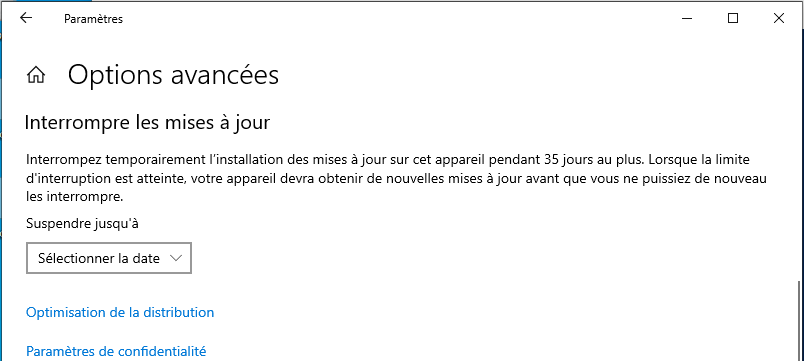 Paramètres
Options avancées
Interrompre les mises à jour
Interrompez temporairement l'installation des mises à jour sur cet appareil pendant 35 jours au plus. Lorsque la limite
d'interruption est atteinte, votre appareil devra obtenir de nouvelles mises à jour avant que vous ne puissiez de nouveau
les interrompre.
Suspendre jusqu'à
Sélectionner la date
Optimisation de la distribution
Paramètres de confidentialité